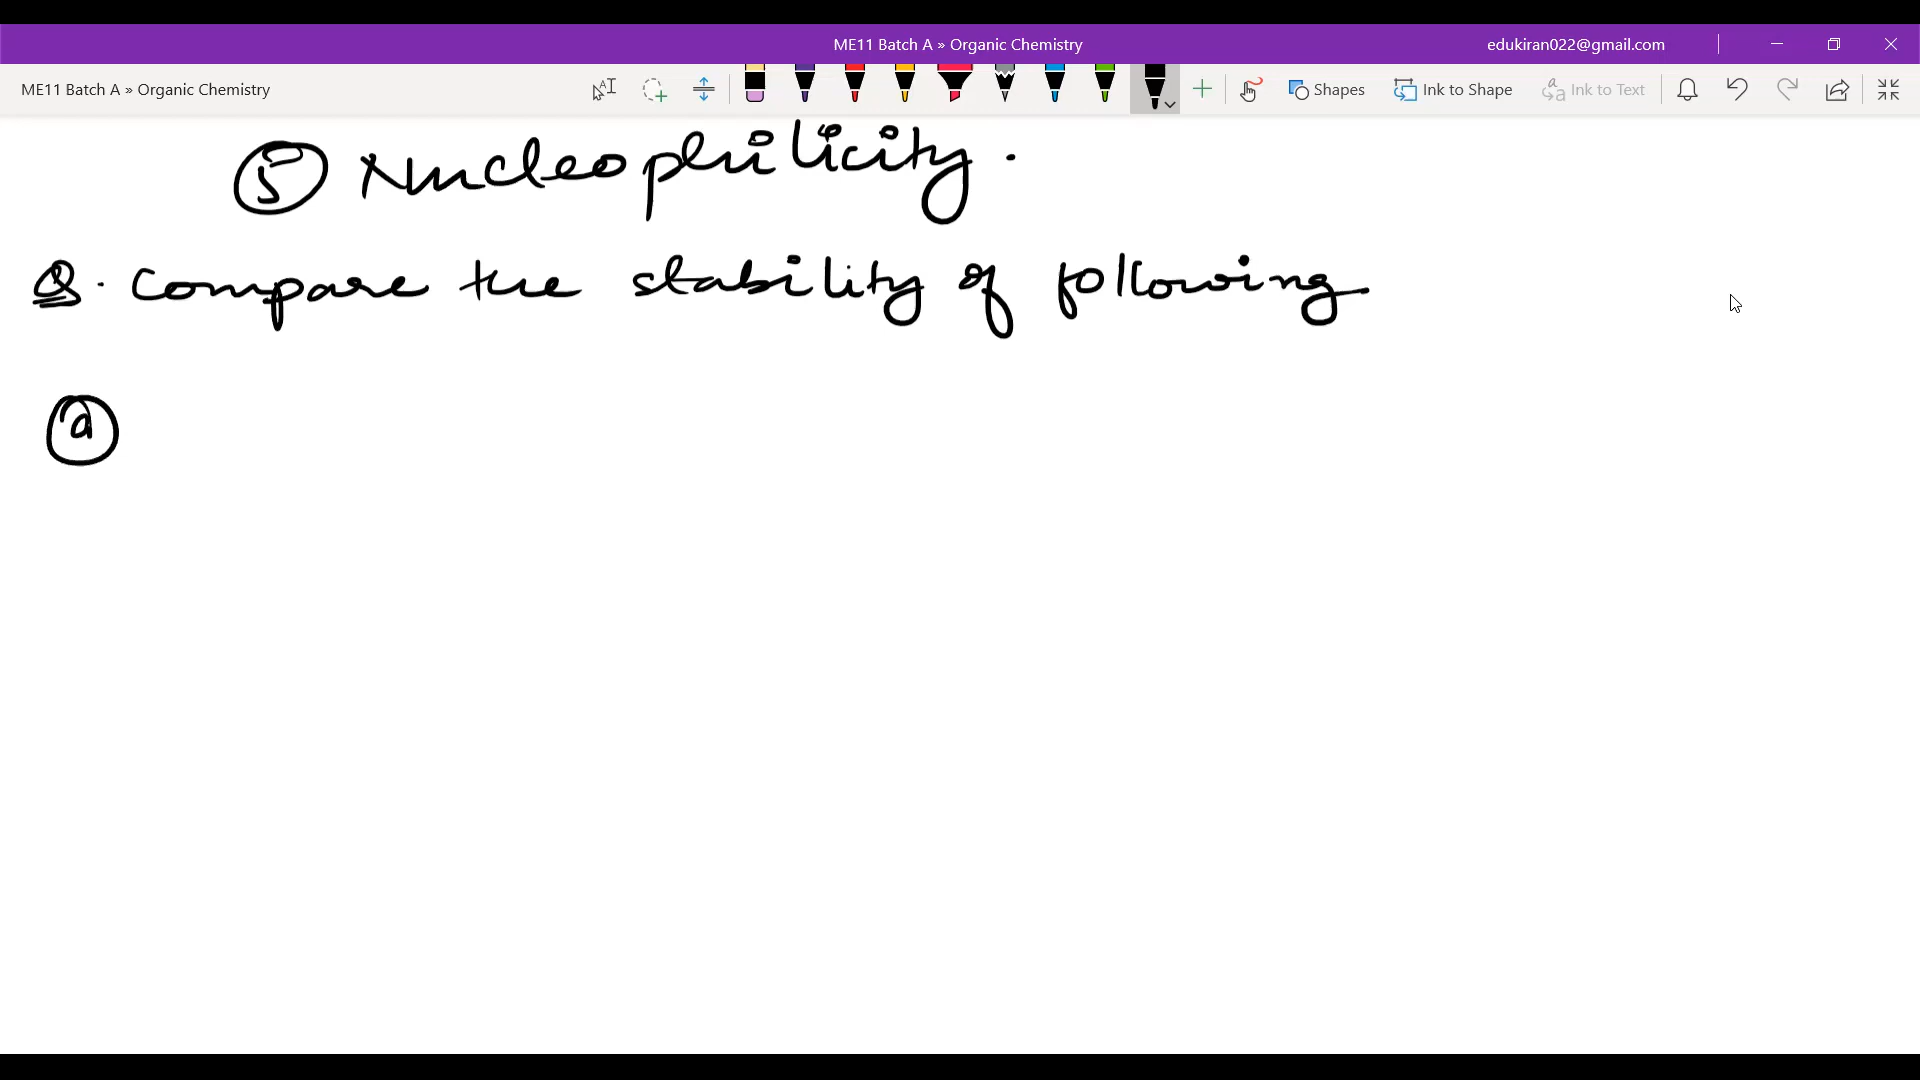 ME11 Batch A » Organic Chemistry
edukiran022@gmail.com
ME11 Batch A » Organic Chemistry
Shapes
Ink to Shape
Ink to Text
5 Nucleophilicity.
Q. Compare the stability of following
a